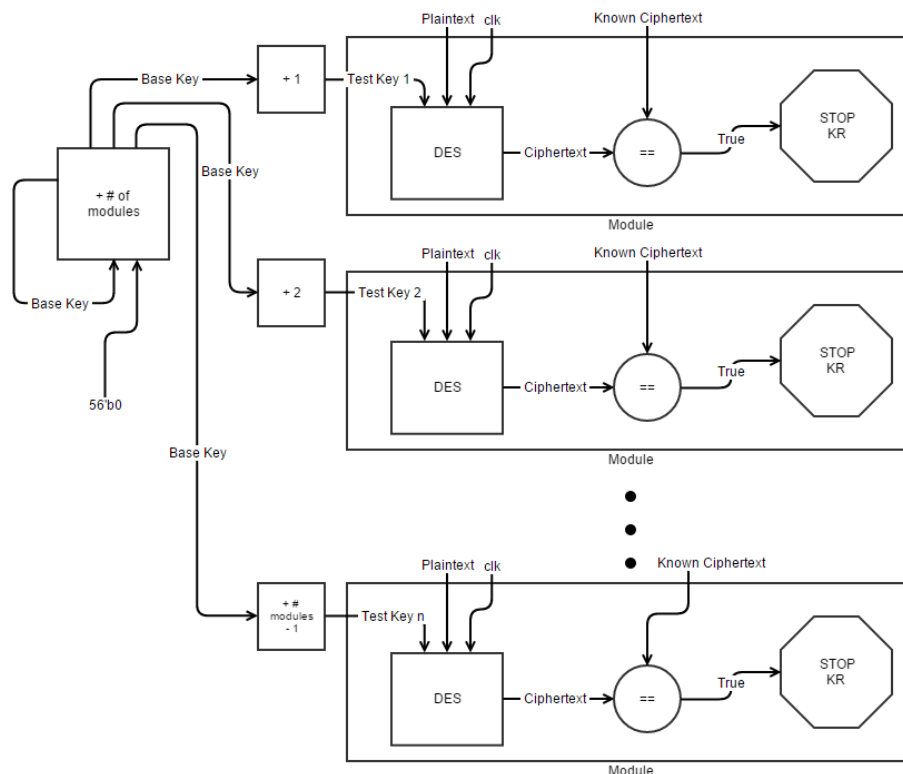 Plaintext clk
Known Ciphertext
Base Key
+ 1
Test Key 1
DES
Ciphertext
==
True
STOP
KR
Module
+ # of
modules
Base Key
Base Key
56'b0
Plaintext clk
Known Ciphertext
+ 2
Test Key 2
DES
Ciphertext
==
True
STOP
KR
Module
Base Key
Plaintext clk
Known Ciphertext
+ #
modules
- 1
Test Key n
DES
Ciphertext
==
True
STOP
KR
Module